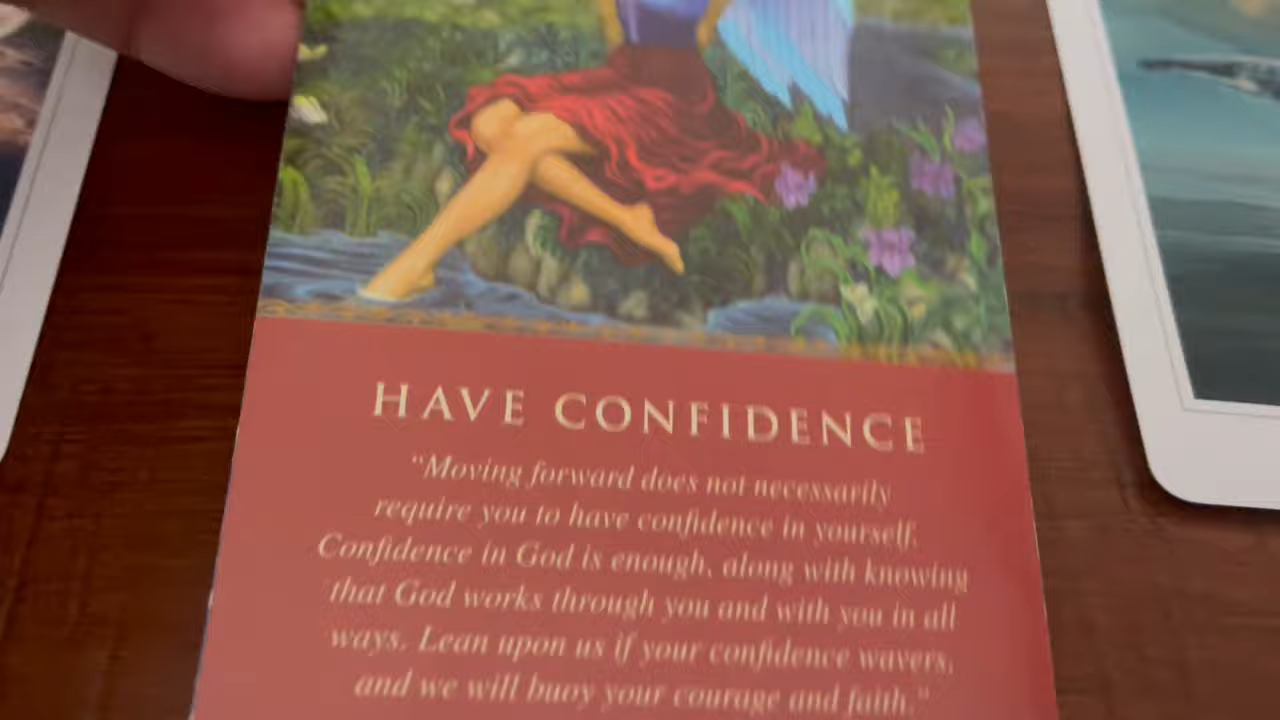 HAVE CONFIDENCE
"Moving forward does not necessarily
require you to have confidence in yourself.
Confidence in God is enough, along with knowing
that God works through you and with you in all
ways. Lean upon us if your confidence wavers,
and we will buoy your courage and faith."